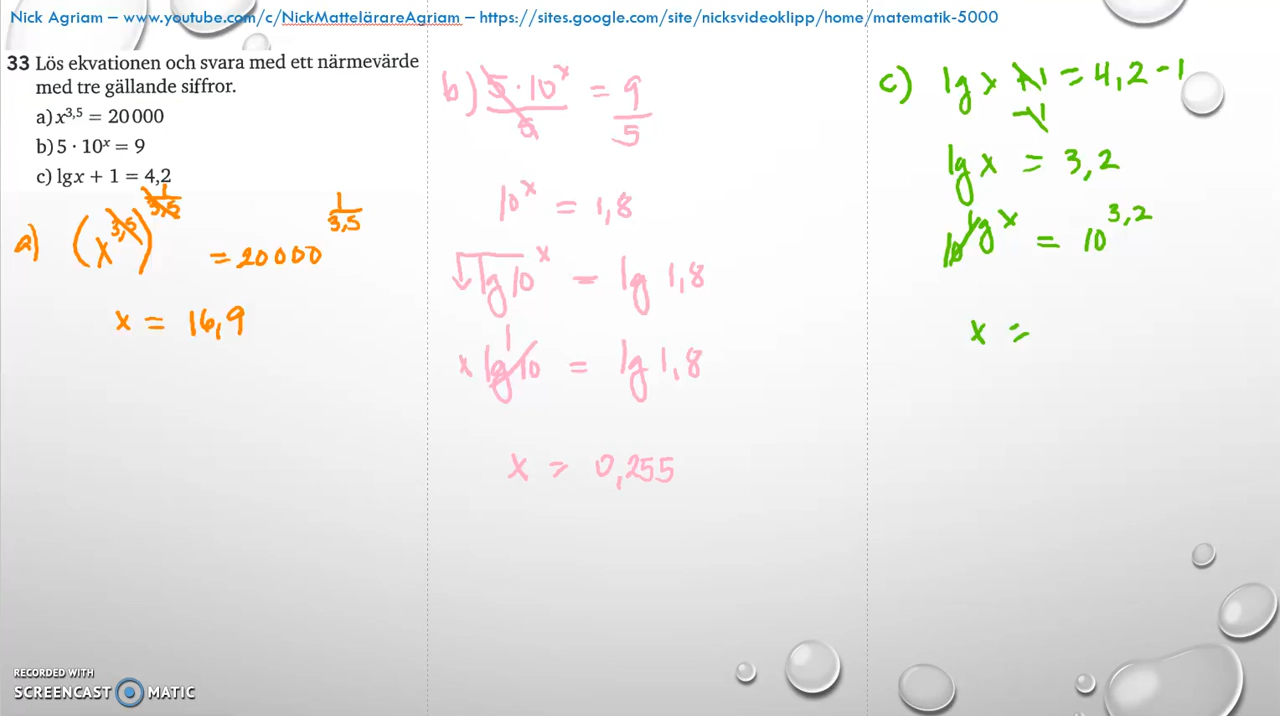 Nick Agriam – www.youtube.com/c/NickMattelärareAgriam – https://sites.google.com/site/nicksvideoklipp/home/matematik-5000
33 Lös ekvationen och svara med ett närmevärde
med tre gällande siffror.
a) x^3,5 = 20 000
b) 5 · 10^x = 9
c) lg x + 1 = 4,2
a) (x^3,5)^(1/3,5) = 20000^(1/3,5)
x = 16,9
b) 5 · 10^x / 5 = 9/5
10^x = 1,8
lg 10^x = lg 1,8
x lg 10 = lg 1,8
1
x = 0,255
c) lg x + 1 = 4,2 - 1
-1
lg x = 3,2
10^lg x = 10^3,2
x =
RECORDED WITH
SCREENCAST MATIC